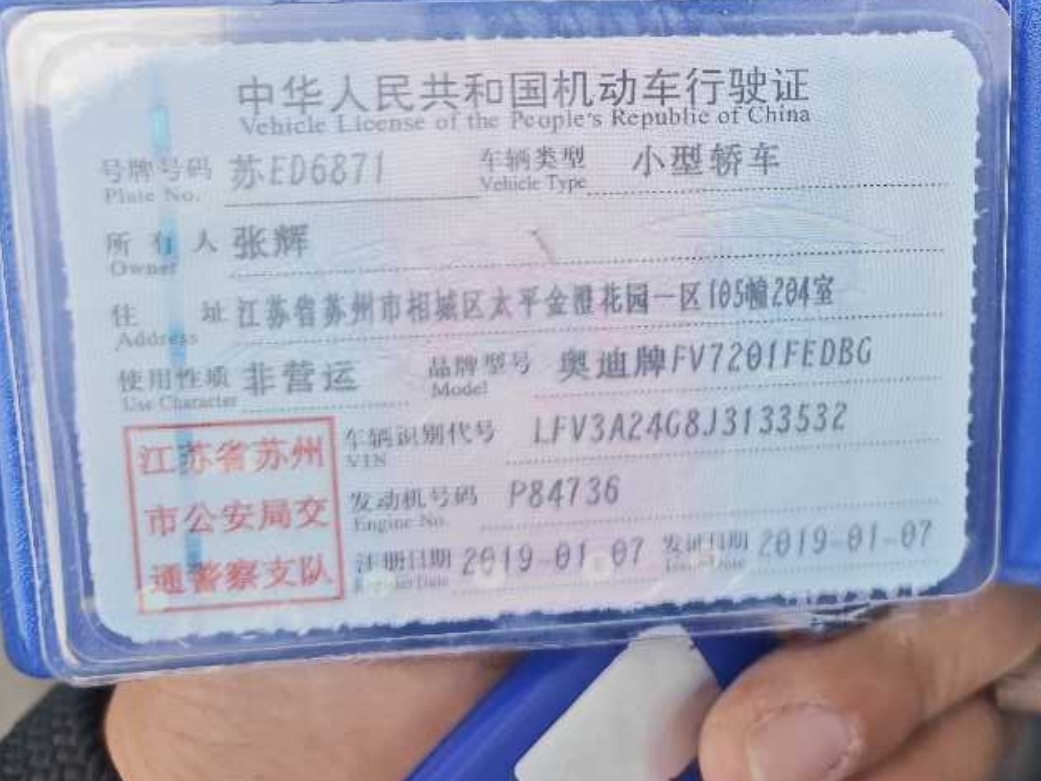 中华人民共和国机动车行驶证
Vehicle License of the People's Republic of China
号牌号码 苏ED6871 车辆类型 小型轿车
Plate No. Vehicle Type
所有人 张辉
Owner
住址 江苏省苏州市相城区太平金澄花园一区105幢204室
Address
使用性质 非营运 品牌型号 奥迪牌FV7201FEDBG
Use Character Model
江苏省苏州 车辆识别代号 LFV3A24G8J3133532
VIN
市公安局交 发动机号码 P84736
Engine No.
通警察支队 注册日期 2019-01-07 发证日期 2019-01-07
Register Date Issue Date